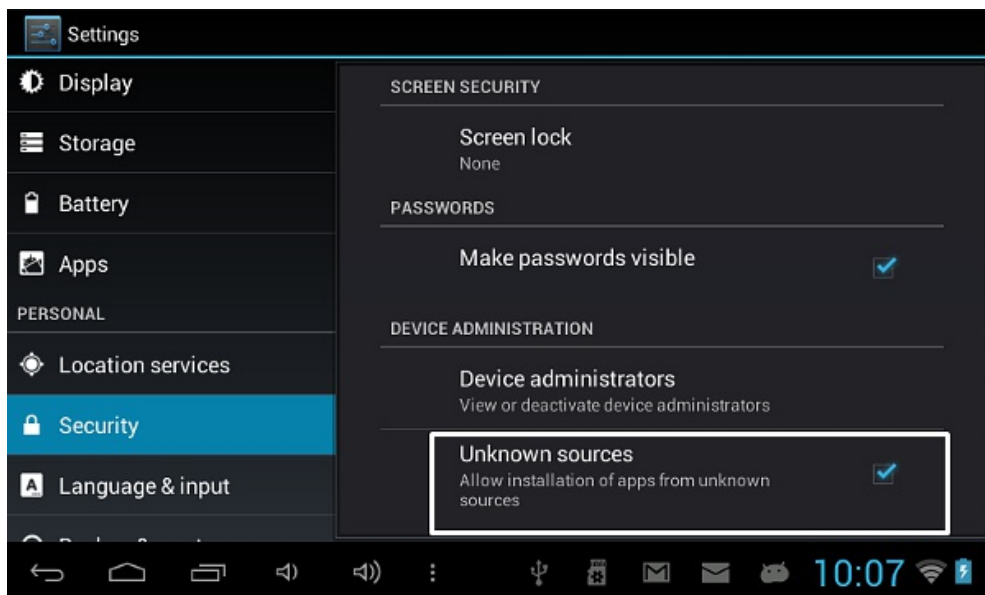 Settings
Display
Storage
Battery
Apps
PERSONAL
Location services
Security
Language & input
SCREEN SECURITY
Screen lock
None
PASSWORDS
Make passwords visible
DEVICE ADMINISTRATION
Device administrators
View or deactivate device administrators
Unknown sources
Allow installation of apps from unknown
sources
10:07